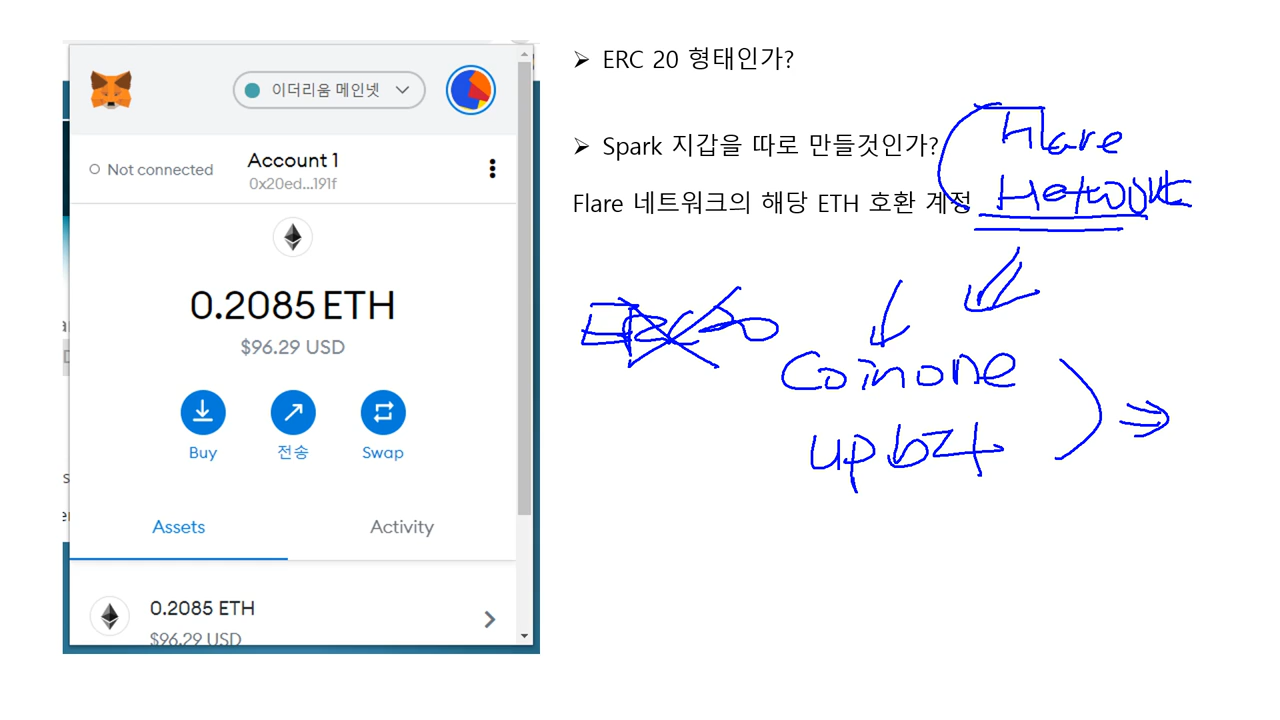 이더리움 메인넷
Not connected
Account 1
0x20ed...191f
0.2085 ETH
$96.29 USD
Buy
전송
Swap
Assets
Activity
0.2085 ETH
$96.29 USD
➢ ERC 20 형태인가?
➢ Spark 지갑을 따로 만들것인가?
Flare 네트워크의 해당 ETH 호환 계정
Flare
Network
ERC20
Coinone
upbit